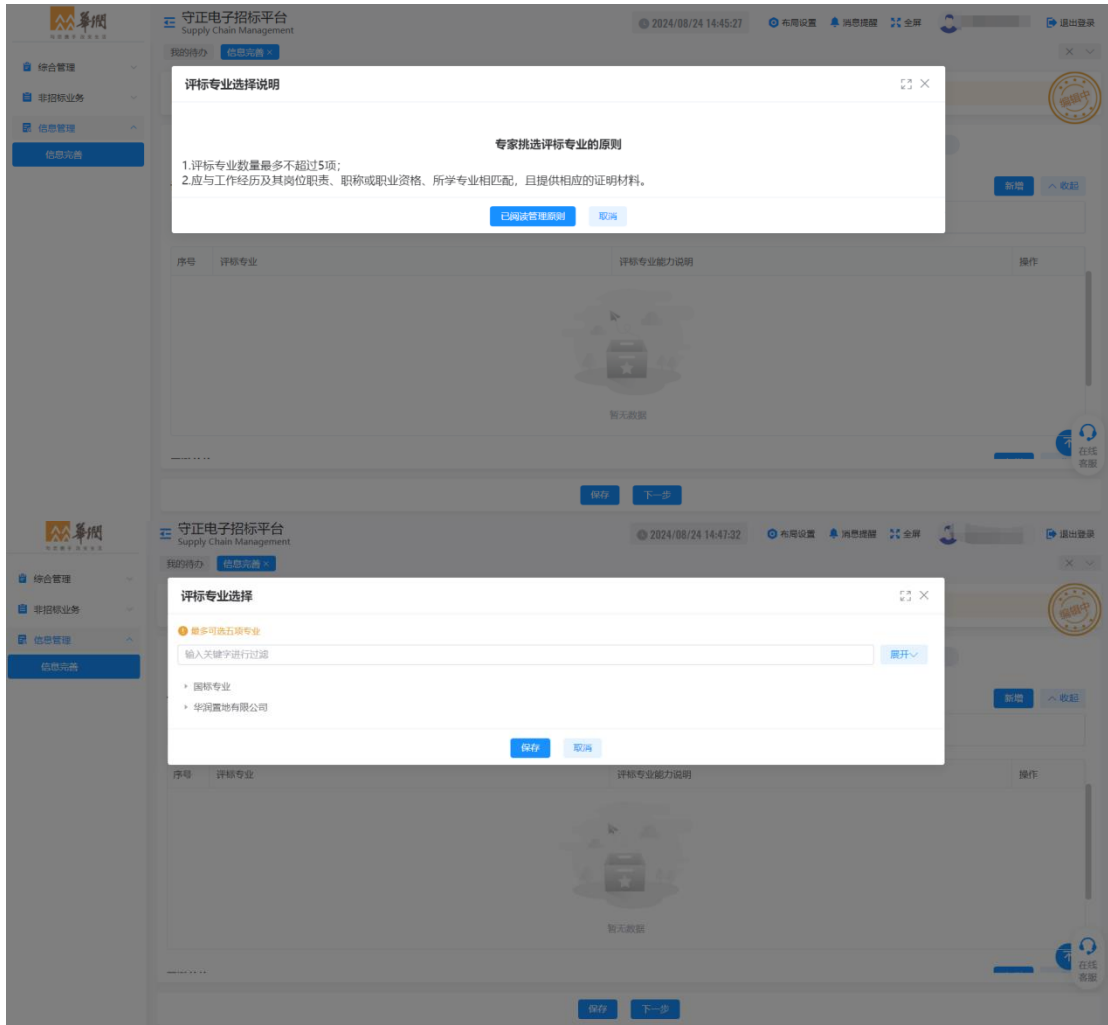 華潤
守正电子招标平台
Supply Chain Management
2024/08/24 14:45:27
布局设置
消息提醒
全屏
退出登录
我的待办
信息完善 ×
综合管理
非招标业务
信息管理
信息完善
编辑中
评标专业选择说明
专家挑选评标专业的原则
1.评标专业数量最多不超过5项；
2.应与工作经历及其岗位职责、职称或职业资格、所学专业相匹配，且提供相应的证明材料。
已阅读管理原则
取消
新增
收起
序号
评标专业
评标专业能力说明
操作
暂无数据
在线
客服
保存
下一步
華潤
守正电子招标平台
Supply Chain Management
2024/08/24 14:47:32
布局设置
消息提醒
全屏
退出登录
我的待办
信息完善 ×
综合管理
非招标业务
信息管理
信息完善
编辑中
评标专业选择
最多可选五项专业
输入关键字进行过滤
展开
国标专业
华润置地有限公司
保存
取消
新增
收起
序号
评标专业
评标专业能力说明
操作
暂无数据
在线
客服
保存
下一步